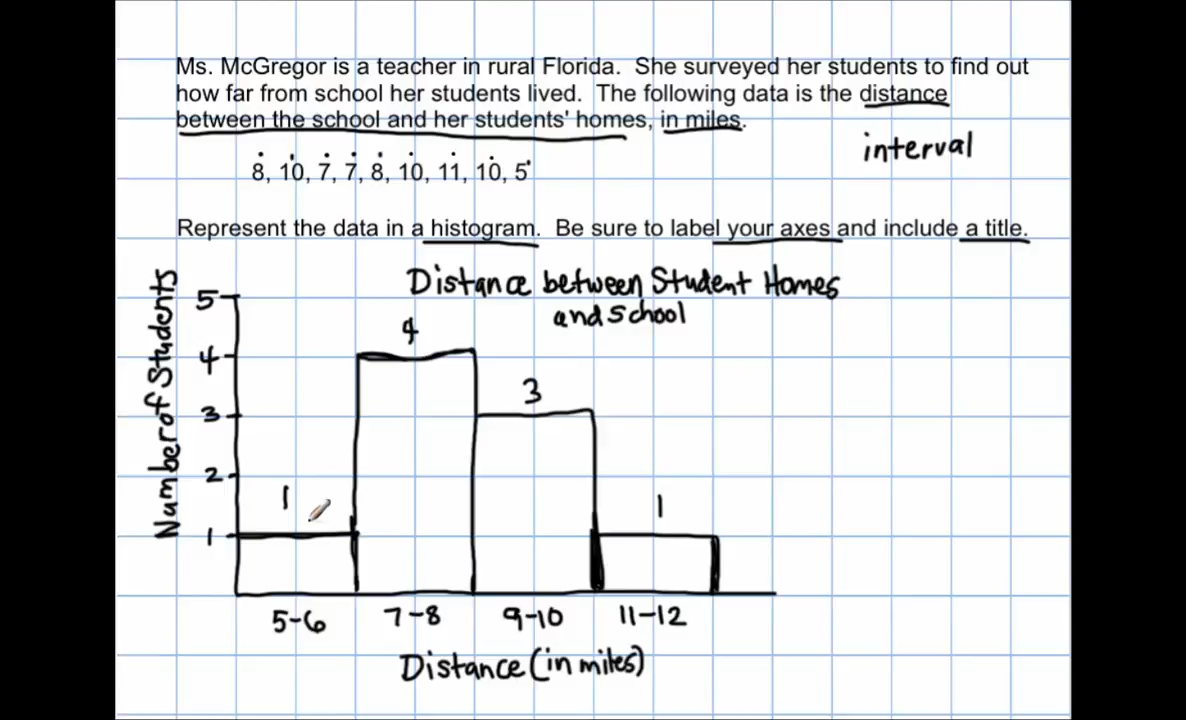 Ms. McGregor is a teacher in rural Florida. She surveyed her students to find out
how far from school her students lived. The following data is the distance
between the school and her students' homes, in miles.
interval
8, 10, 7, 7, 8, 10, 11, 10, 5
Represent the data in a histogram. Be sure to label your axes and include a title.
Distance between Student Homes
and School
Number of Students
5
4
3
2
1
1
4
3
1
5-6 7-8 9-10 11-12
Distance (in miles)